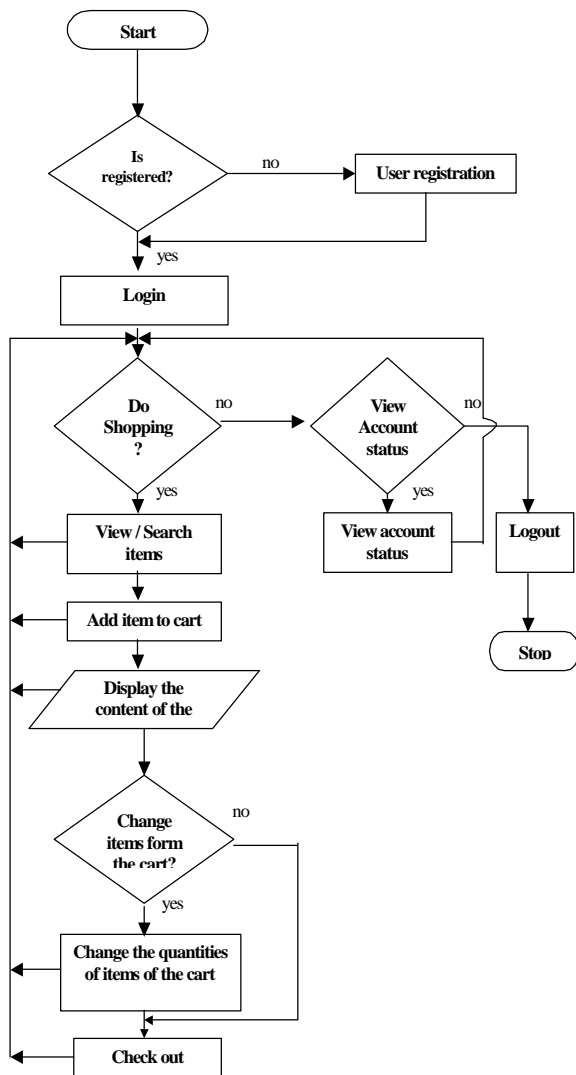 Start
Is
registered?
no
User registration
yes
Login
Do
Shopping
?
no
View
Account
status
no
yes
yes
View / Search
items
View account
status
Logout
Add item to cart
Stop
Display the
content of the
Change
items form
the cart?
no
yes
Change the quantities
of items of the cart
Check out